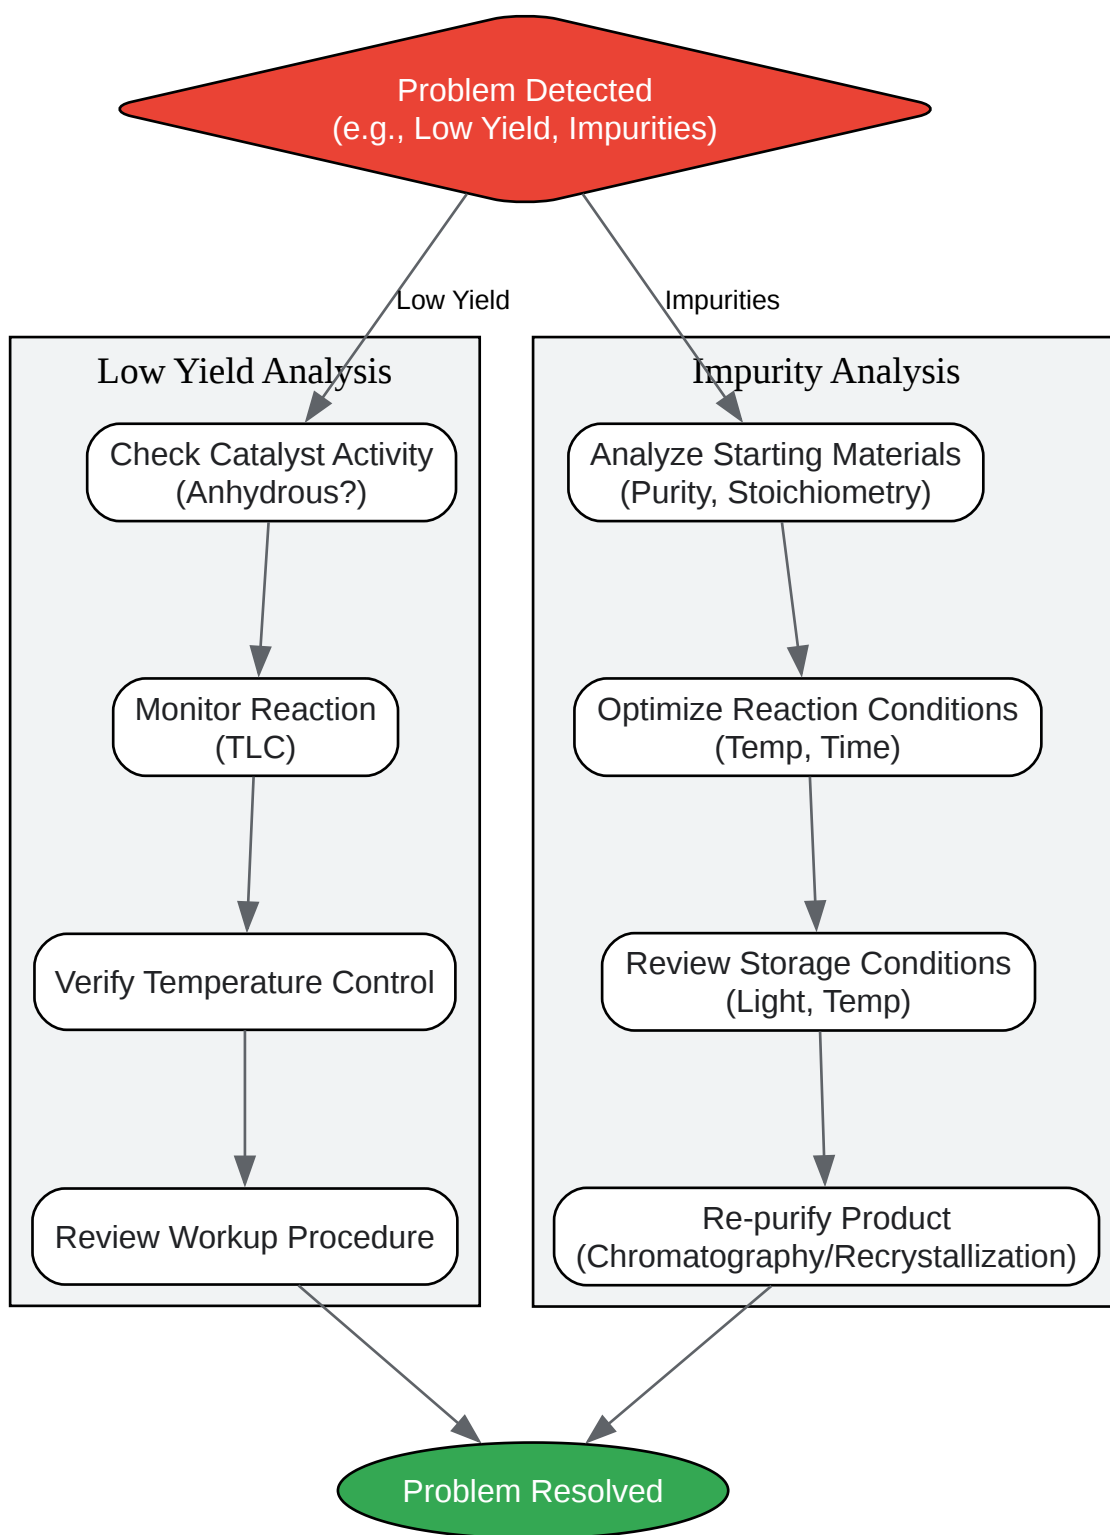 Problem Detected
(e.g., Low Yield, Impurities)
Low Yield
Impurities
Low Yield Analysis
Check Catalyst Activity
(Anhydrous?)
Monitor Reaction
(TLC)
Verify Temperature Control
Review Workup Procedure
Impurity Analysis
Analyze Starting Materials
(Purity, Stoichiometry)
Optimize Reaction Conditions
(Temp, Time)
Review Storage Conditions
(Light, Temp)
Re-purify Product
(Chromatography/Recrystallization)
Problem Resolved